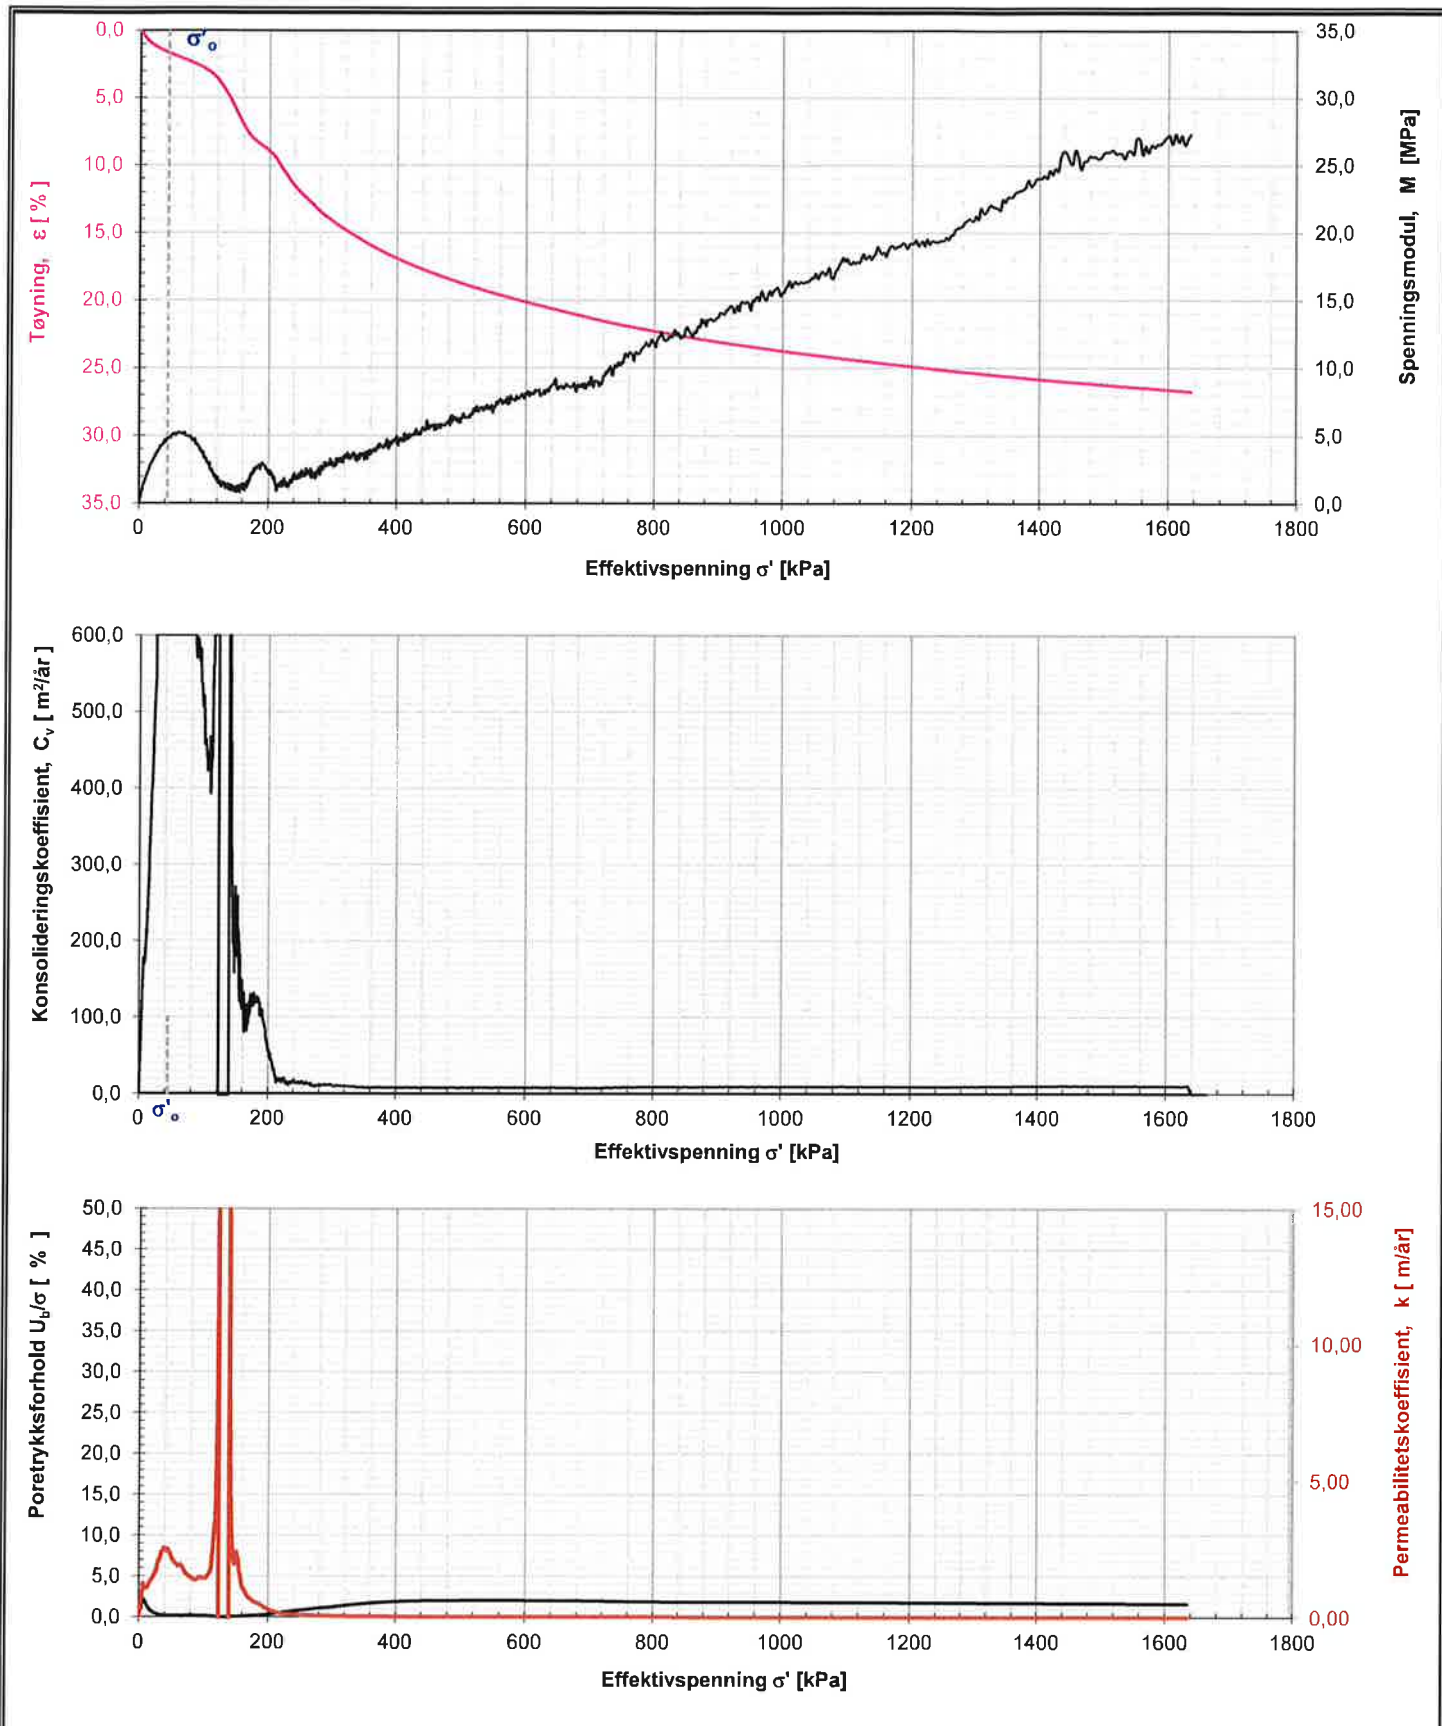 0,0
5,0
10,0
15,0
20,0
25,0
30,0
35,0
Tøyning, ε [ % ]
σ'o
35,0
30,0
25,0
20,0
15,0
10,0
5,0
0,0
Spenningsmodul, M [MPa]
0 200 400 600 800 1000 1200 1400 1600 1800
Effektivspenning σ' [kPa]
600,0
500,0
400,0
300,0
200,0
100,0
0,0
Konsolideringskoeffisient, Cv [ m²/år ]
σ'o
0 200 400 600 800 1000 1200 1400 1600 1800
Effektivspenning σ' [kPa]
50,0
45,0
40,0
35,0
30,0
25,0
20,0
15,0
10,0
5,0
0,0
Poretrykksforhold Ub/σ [ % ]
15,00
10,00
5,00
0,00
Permeabilitetskoeffisient, k [ m/år]
0 200 400 600 800 1000 1200 1400 1600 1800
Effektivspenning σ' [kPa]